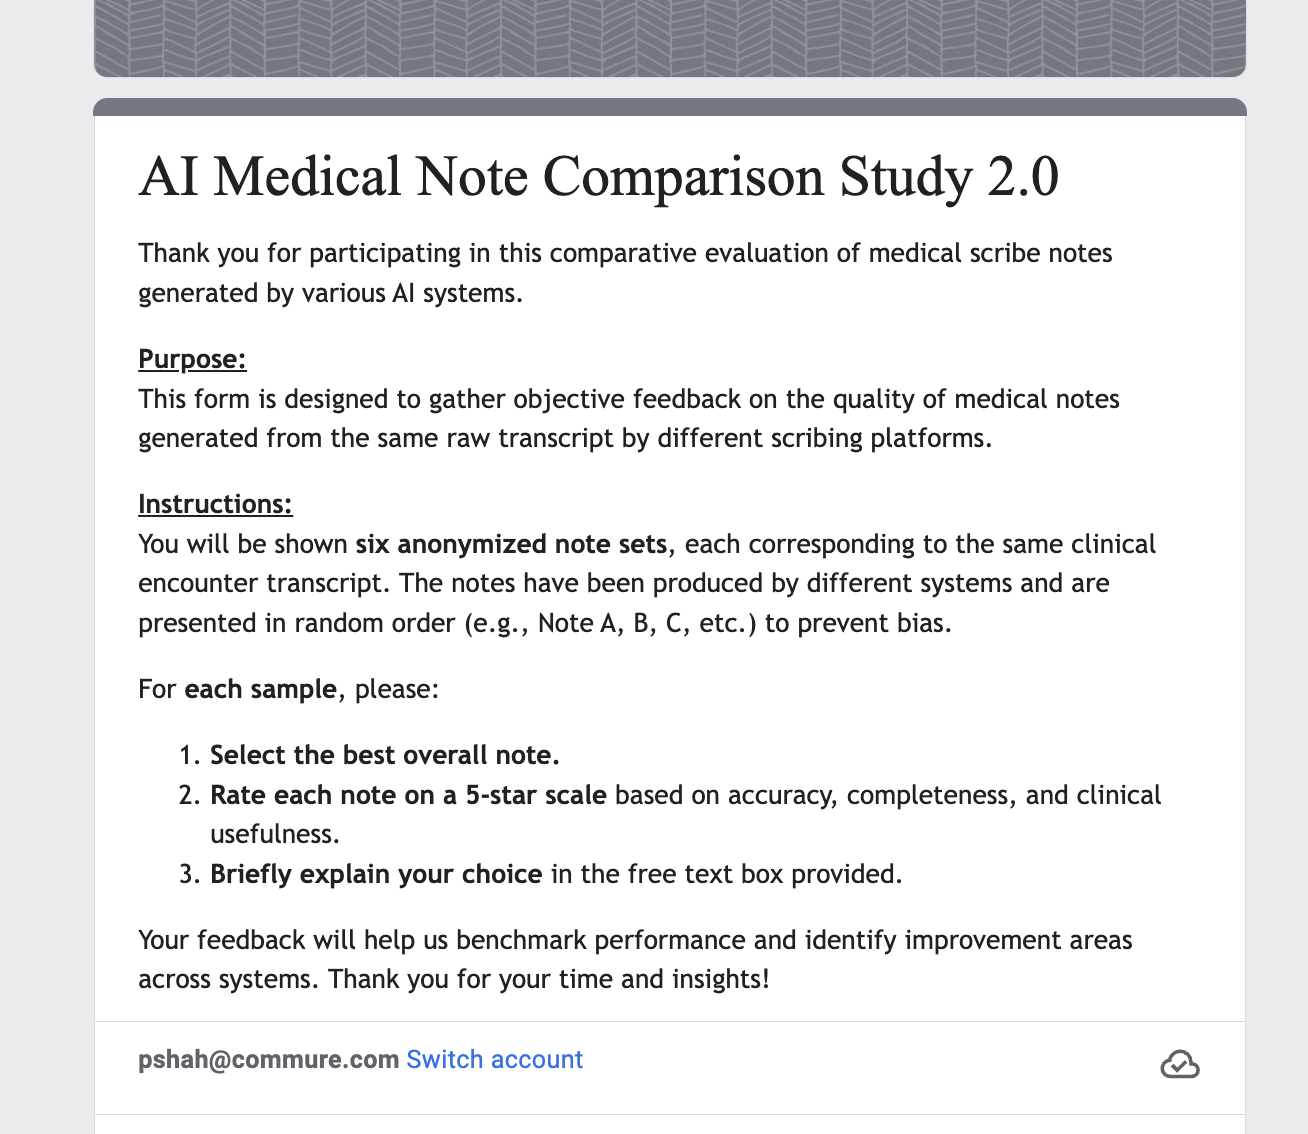 AI Medical Note Comparison Study 2.0
Thank you for participating in this comparative evaluation of medical scribe notes
generated by various AI systems.
Purpose:
This form is designed to gather objective feedback on the quality of medical notes
generated from the same raw transcript by different scribing platforms.
Instructions:
You will be shown six anonymized note sets, each corresponding to the same clinical
encounter transcript. The notes have been produced by different systems and are
presented in random order (e.g., Note A, B, C, etc.) to prevent bias.
For each sample, please:
1. Select the best overall note.
2. Rate each note on a 5-star scale based on accuracy, completeness, and clinical
usefulness.
3. Briefly explain your choice in the free text box provided.
Your feedback will help us benchmark performance and identify improvement areas
across systems. Thank you for your time and insights!
pshah@commure.com Switch account